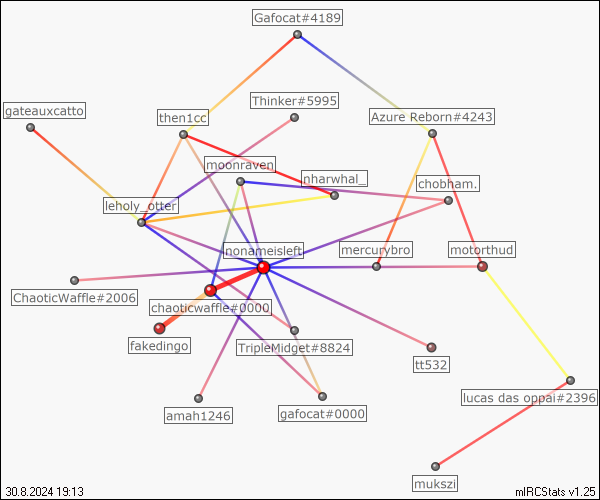 Gafocat#4189
Thinker#5995
gateauxcatto
then1cc
Azure Reborn#4243
moonraven
nharwhal_
chobham.
leholy_otter
nonameisleft
mercurybro
motorthud
ChaoticWaffle#2006
chaoticwaffle#0000
fakedingo
TripleMidget#8824
tt532
lucas das oppai#2396
amah1246
gafocat#0000
mukszi
30.8.2024 19:13
mIRCStats v1.25